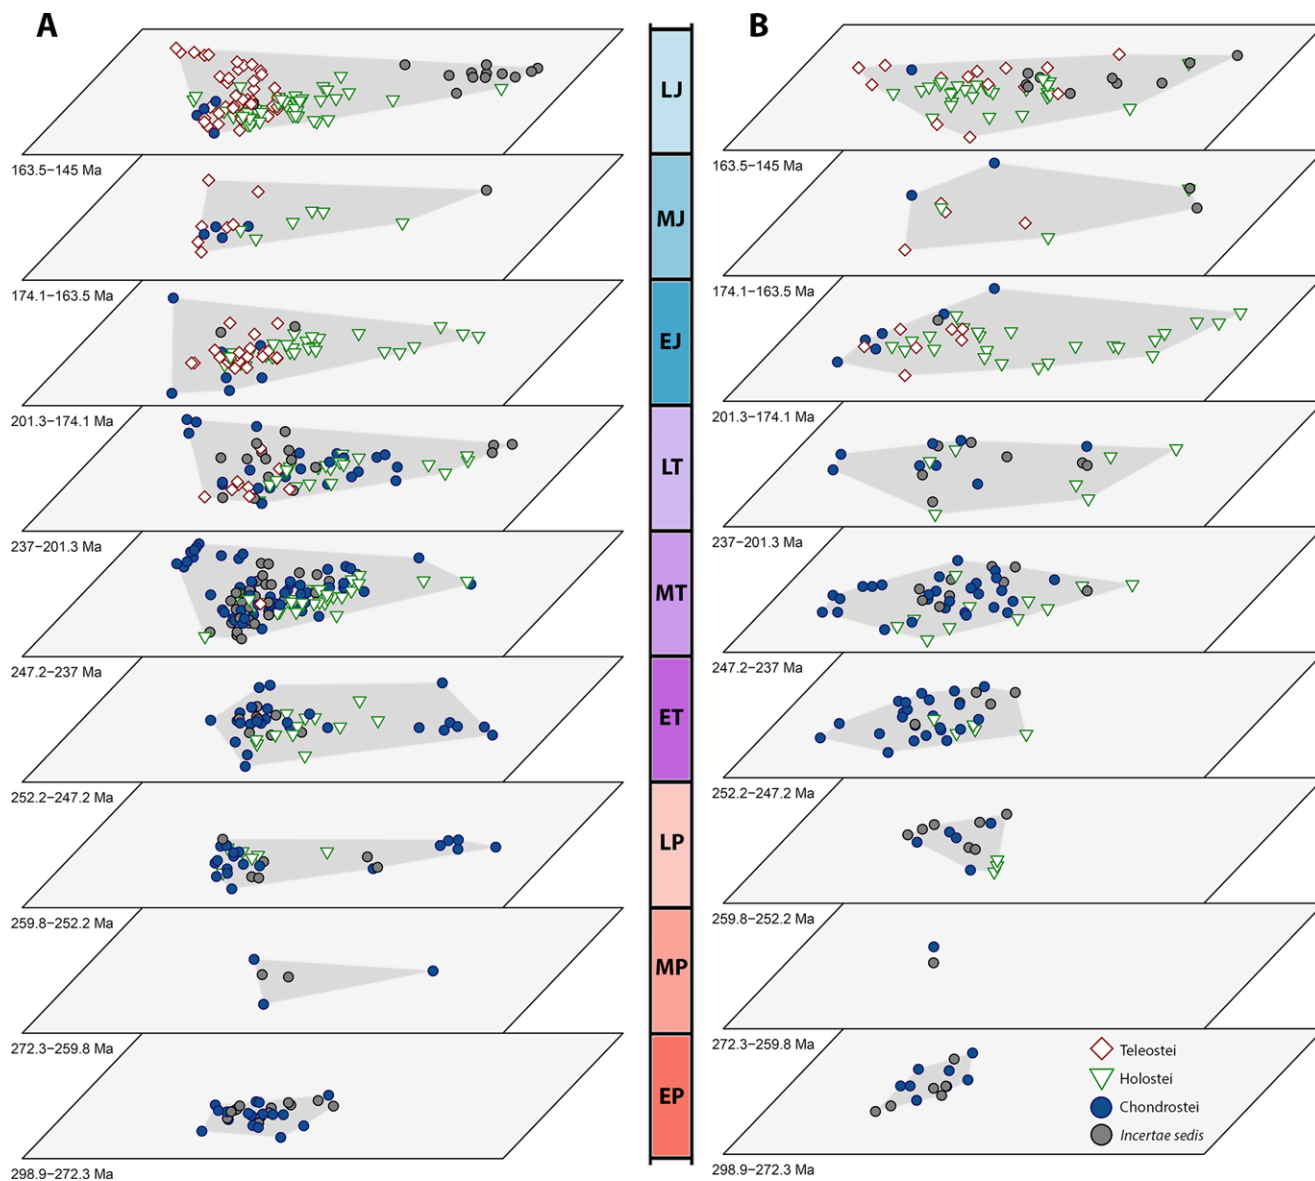 A
B
LJ
163.5–145 Ma
163.5–145 Ma
MJ
174.1–163.5 Ma
174.1–163.5 Ma
EJ
201.3–174.1 Ma
201.3–174.1 Ma
LT
237–201.3 Ma
237–201.3 Ma
MT
247.2–237 Ma
247.2–237 Ma
ET
252.2–247.2 Ma
252.2–247.2 Ma
LP
259.8–252.2 Ma
259.8–252.2 Ma
MP
272.3–259.8 Ma
272.3–259.8 Ma
Teleostei
Holostei
EP
Chondrostei
Incertae sedis
298.9–272.3 Ma
298.9–272.3 Ma